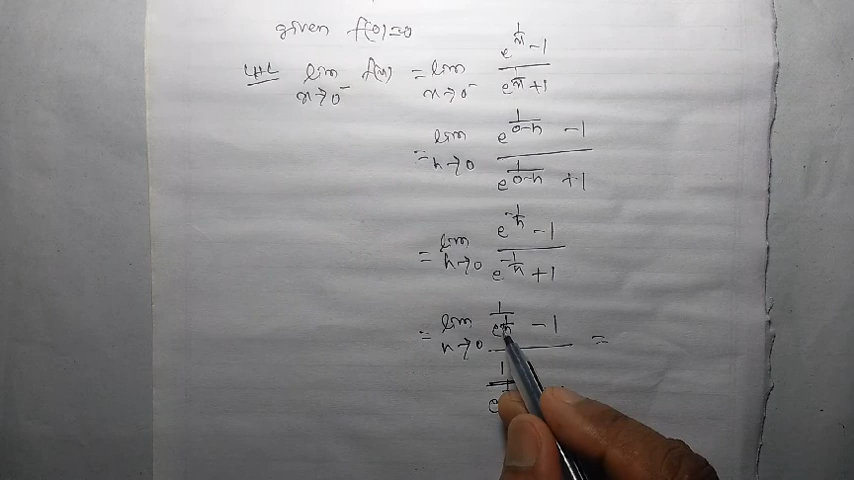 given f(0)=0
LHL lim x→0⁻ f(x) = lim x→0⁻ (e^(1/x) -1)/(e^(1/x) +1)
= lim h→0 (e^(1/(0-h)) -1)/(e^(1/(0-h)) +1)
= lim h→0 (e^(-1/h) -1)/(e^(-1/h) +1)
= lim h→0 (1/e^(1/h) -1)/(1/e =